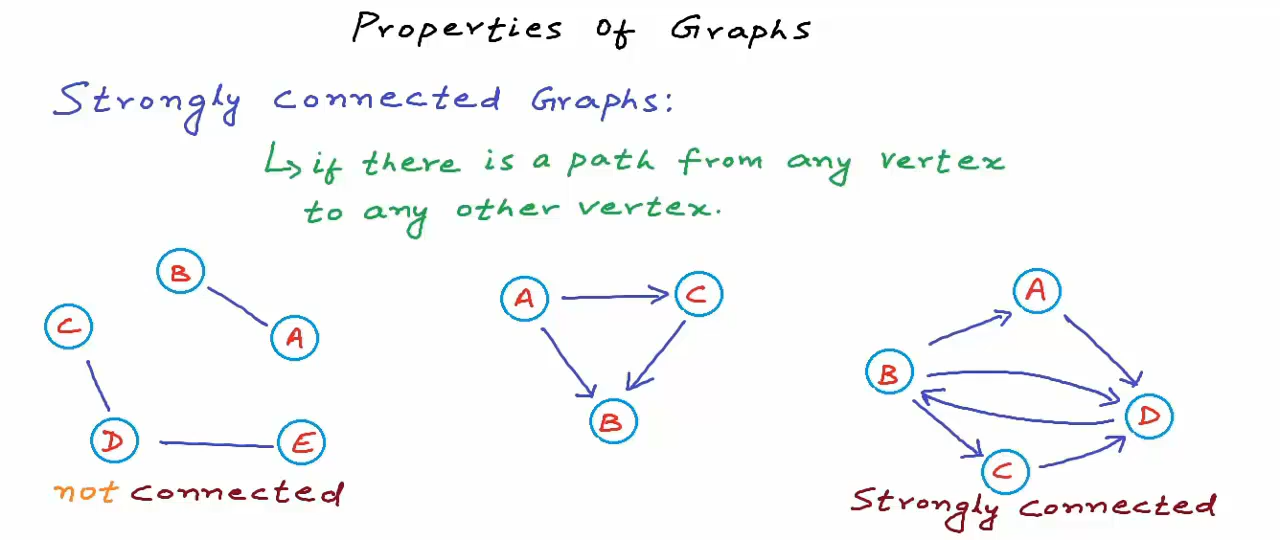 Properties of Graphs
Strongly connected Graphs:
↳ if there is a path from any vertex
to any other vertex.
B
C
A
D
E
not connected
A
C
B
A
B
D
C
Strongly connected